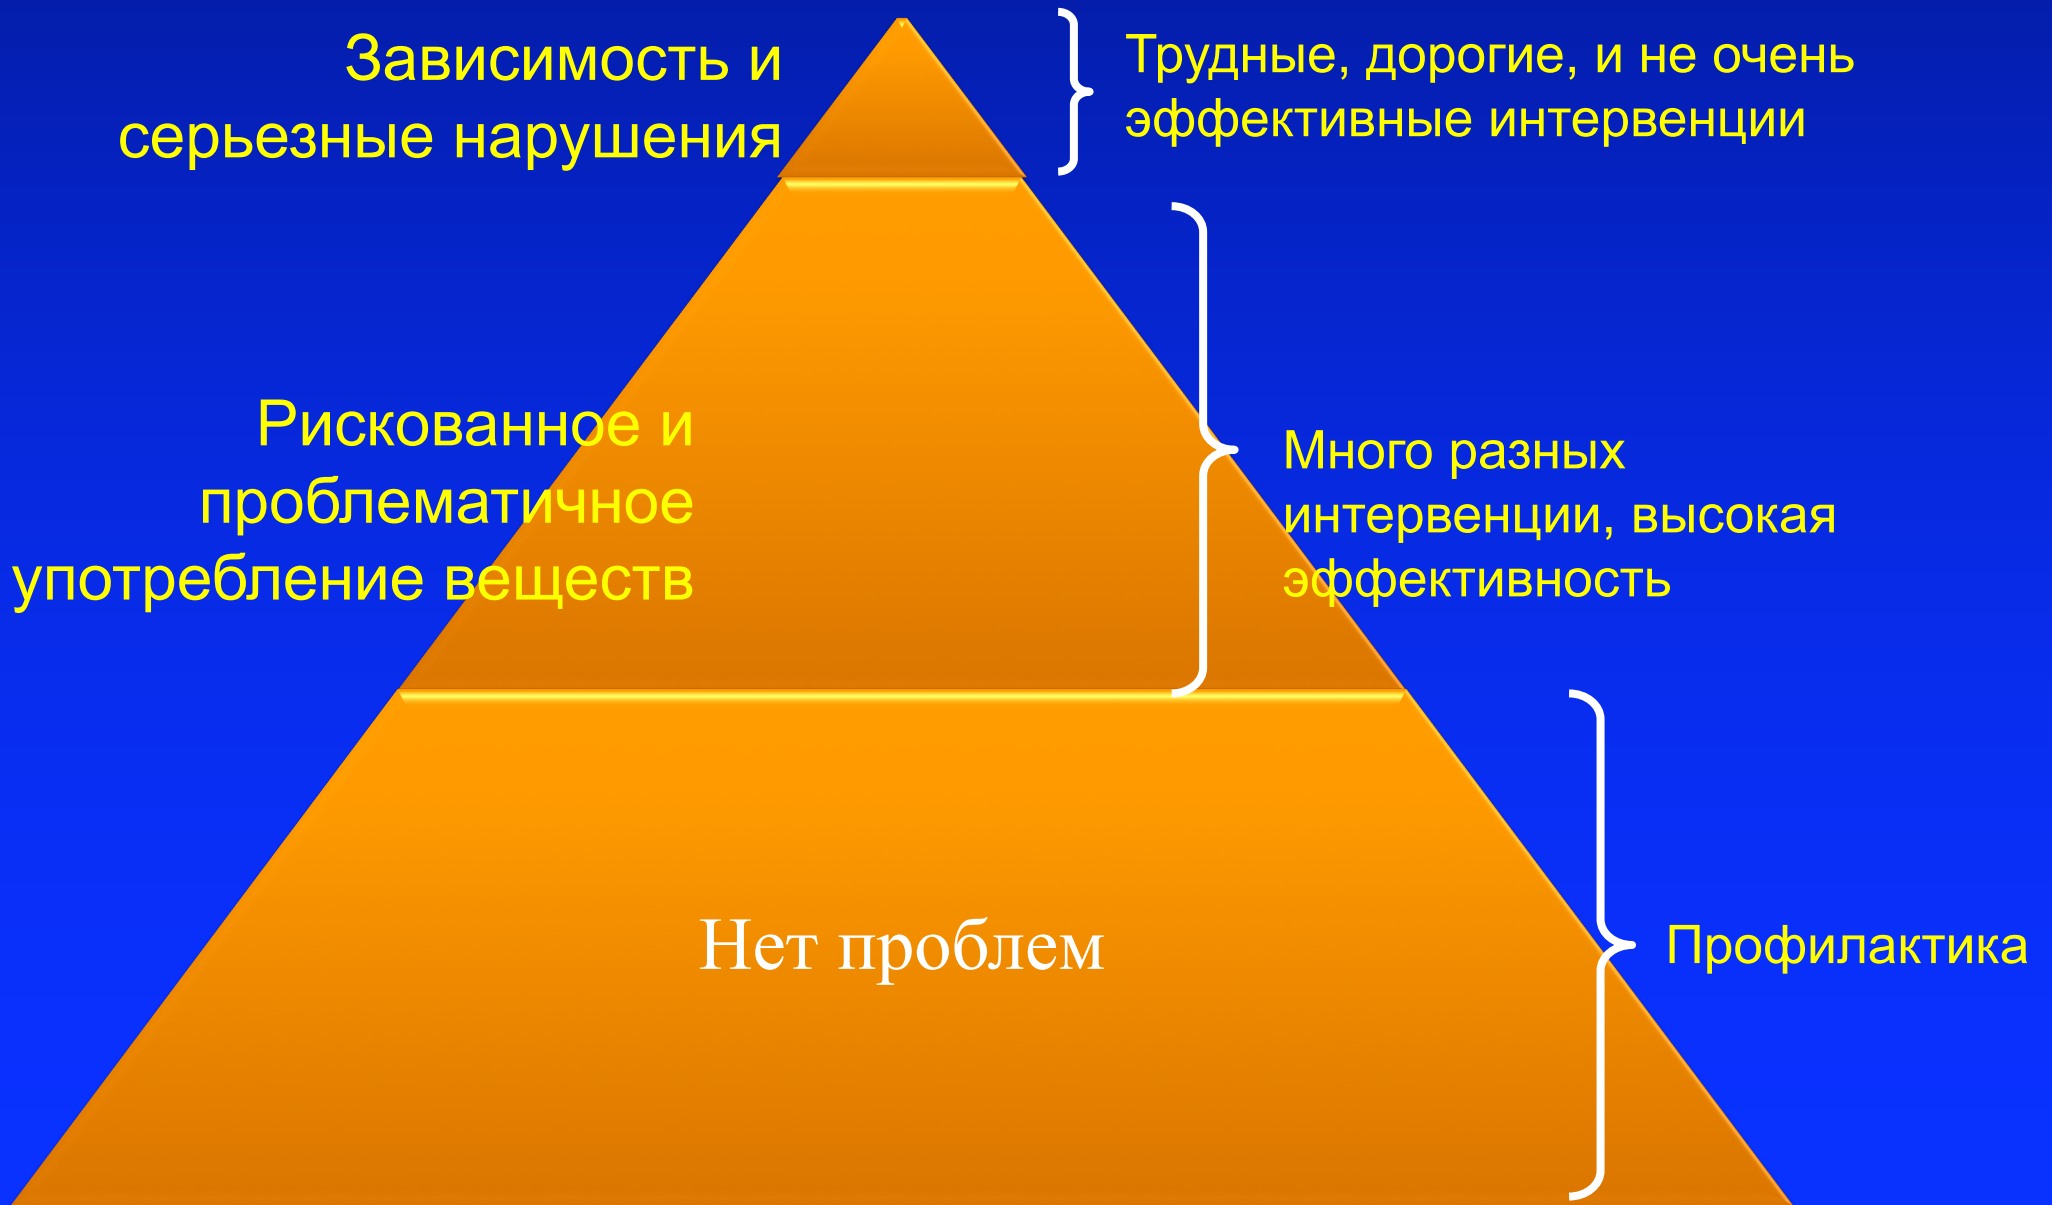 Зависимость и
серьезные нарушения
Трудные, дорогие, и не очень
эффективные интервенции
Рискованное и
проблематичное
употребление веществ
Много разных
интервенции, высокая
эффективность
Нет проблем
Профилактика